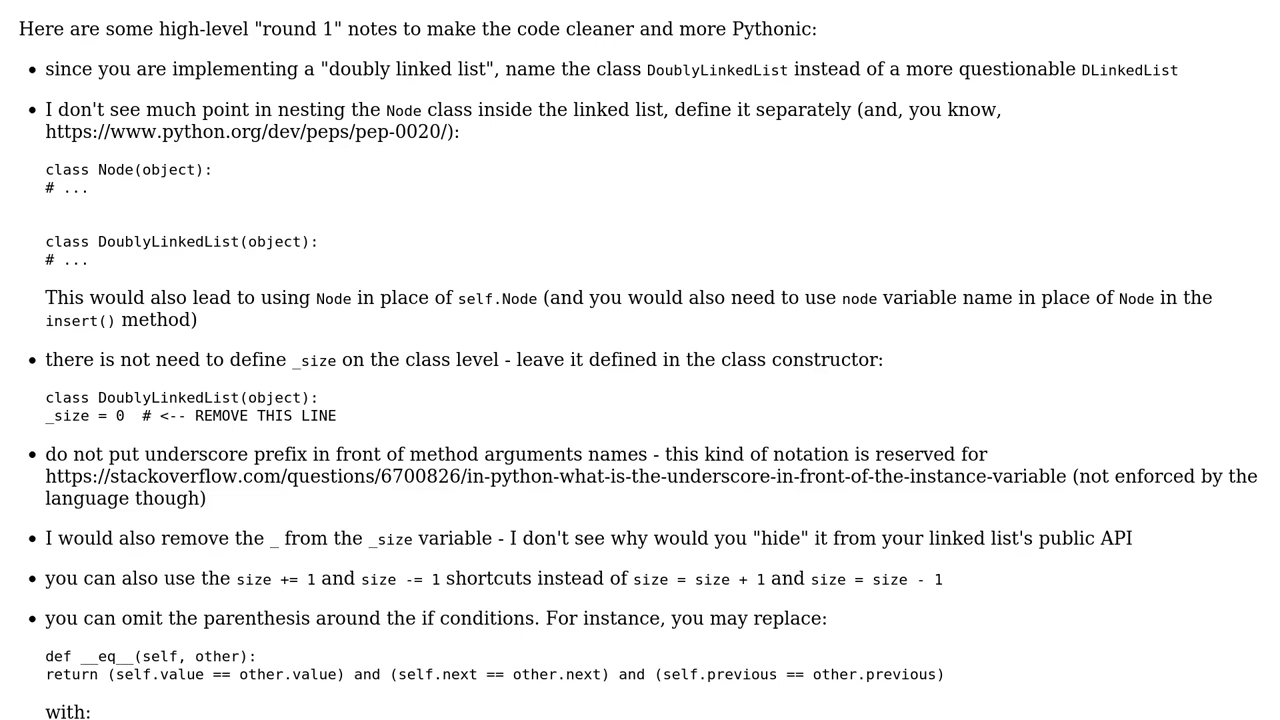 Here are some high-level "round 1" notes to make the code cleaner and more Pythonic:
• since you are implementing a "doubly linked list", name the class DoublyLinkedList instead of a more questionable DLinkedList
• I don't see much point in nesting the Node class inside the linked list, define it separately (and, you know,
https://www.python.org/dev/peps/pep-0020/):
class Node(object):
# ...
class DoublyLinkedList(object):
# ...
This would also lead to using Node in place of self.Node (and you would also need to use node variable name in place of Node in the
insert() method)
• there is not need to define _size on the class level - leave it defined in the class constructor:
class DoublyLinkedList(object):
_size = 0  # <-- REMOVE THIS LINE
• do not put underscore prefix in front of method arguments names - this kind of notation is reserved for
https://stackoverflow.com/questions/6700826/in-python-what-is-the-underscore-in-front-of-the-instance-variable (not enforced by the
language though)
• I would also remove the _ from the _size variable - I don't see why would you "hide" it from your linked list's public API
• you can also use the size += 1 and size -= 1 shortcuts instead of size = size + 1 and size = size - 1
• you can omit the parenthesis around the if conditions. For instance, you may replace:
def __eq__(self, other):
return (self.value == other.value) and (self.next == other.next) and (self.previous == other.previous)
with: